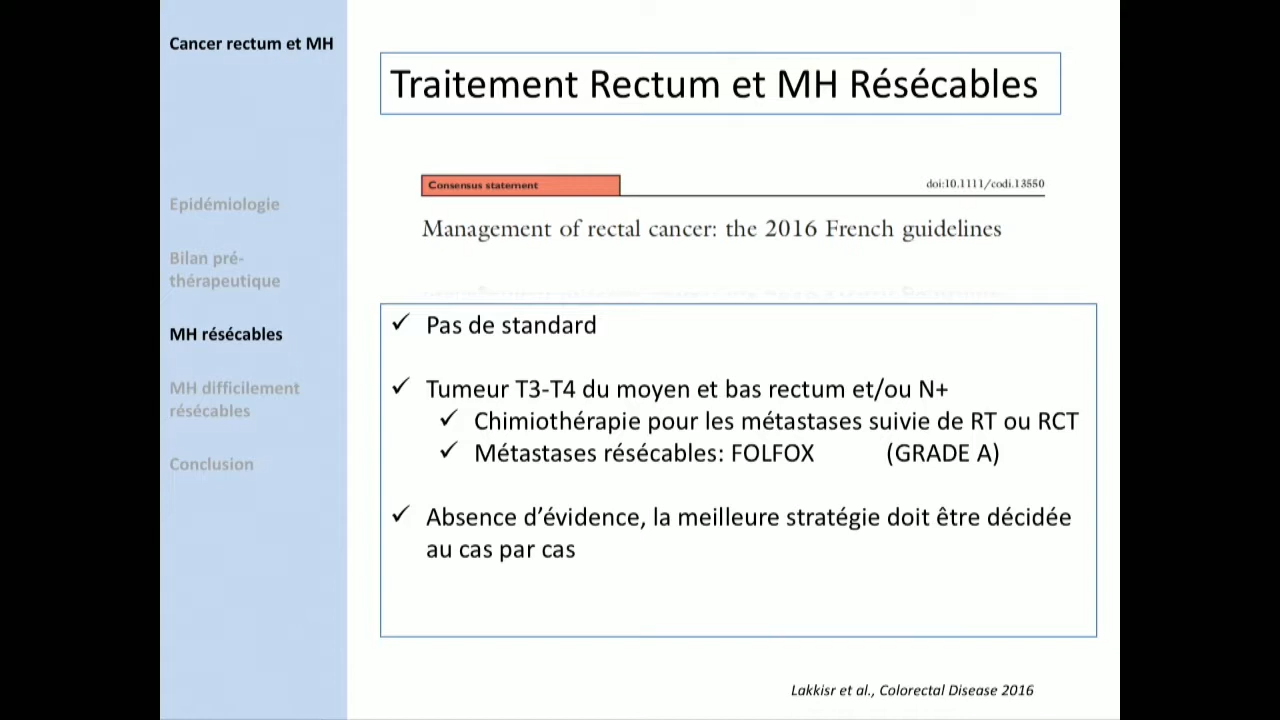 Cancer rectum et MH
Epidémiologie
Bilan pré-
thérapeutique
MH résécables
MH difficilement
résécables
Conclusion
Traitement Rectum et MH Résécables
Consensus statement
doi:10.1111/codi.13550
Management of rectal cancer: the 2016 French guidelines
✓ Pas de standard
✓ Tumeur T3-T4 du moyen et bas rectum et/ou N+
✓ Chimiothérapie pour les métastases suivie de RT ou RCT
✓ Métastases résécables: FOLFOX (GRADE A)
✓ Absence d’évidence, la meilleure stratégie doit être décidée
au cas par cas
Lakkisr et al., Colorectal Disease 2016